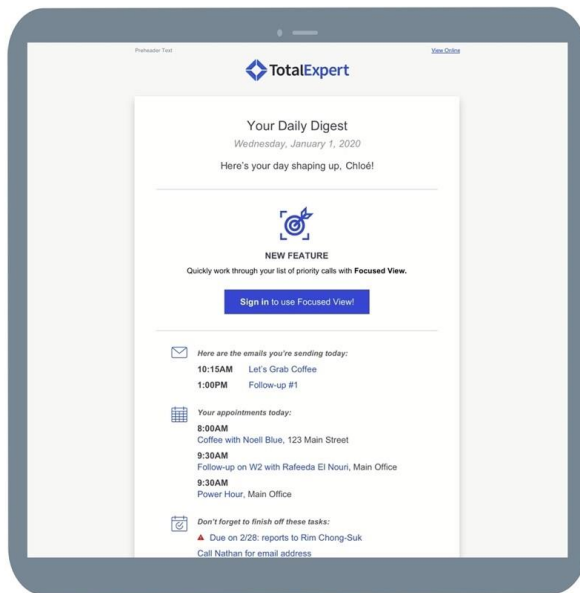 Preheader Text
View Online
TotalExpert
Your Daily Digest
Wednesday, January 1, 2020
Here's your day shaping up, Chloé!
NEW FEATURE
Quickly work through your list of priority calls with Focused View.
Sign in to use Focused View!
Here are the emails you're sending today:
10:15AM Let's Grab Coffee
1:00PM Follow-up #1
Your appointments today:
8:00AM
Coffee with Noell Blue, 123 Main Street
9:30AM
Follow-up on W2 with Rafeeda El Nouri, Main Office
9:30AM
Power Hour, Main Office
Don't forget to finish off these tasks:
Due on 2/28: reports to Rim Chong-Suk
Call Nathan for email address